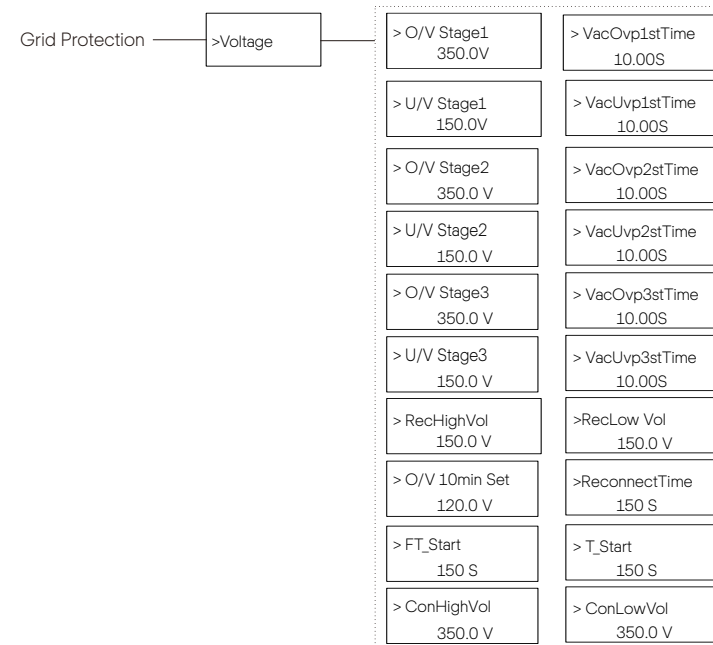 Grid Protection
>Voltage
> O/V Stage1
350.0V
> VacOvp1stTime
10.00S
> U/V Stage1
150.0V
> VacUvp1stTime
10.00S
> O/V Stage2
350.0 V
> VacOvp2stTime
10.00S
> U/V Stage2
150.0 V
> VacUvp2stTime
10.00S
> O/V Stage3
350.0 V
> VacOvp3stTime
10.00S
> U/V Stage3
150.0 V
> VacUvp3stTime
10.00S
> RecHighVol
150.0 V
>RecLow Vol
150.0 V
> O/V 10min Set
120.0 V
>ReconnectTime
150 S
> FT_Start
150 S
> T_Start
150 S
> ConHighVol
350.0 V
> ConLowVol
350.0 V